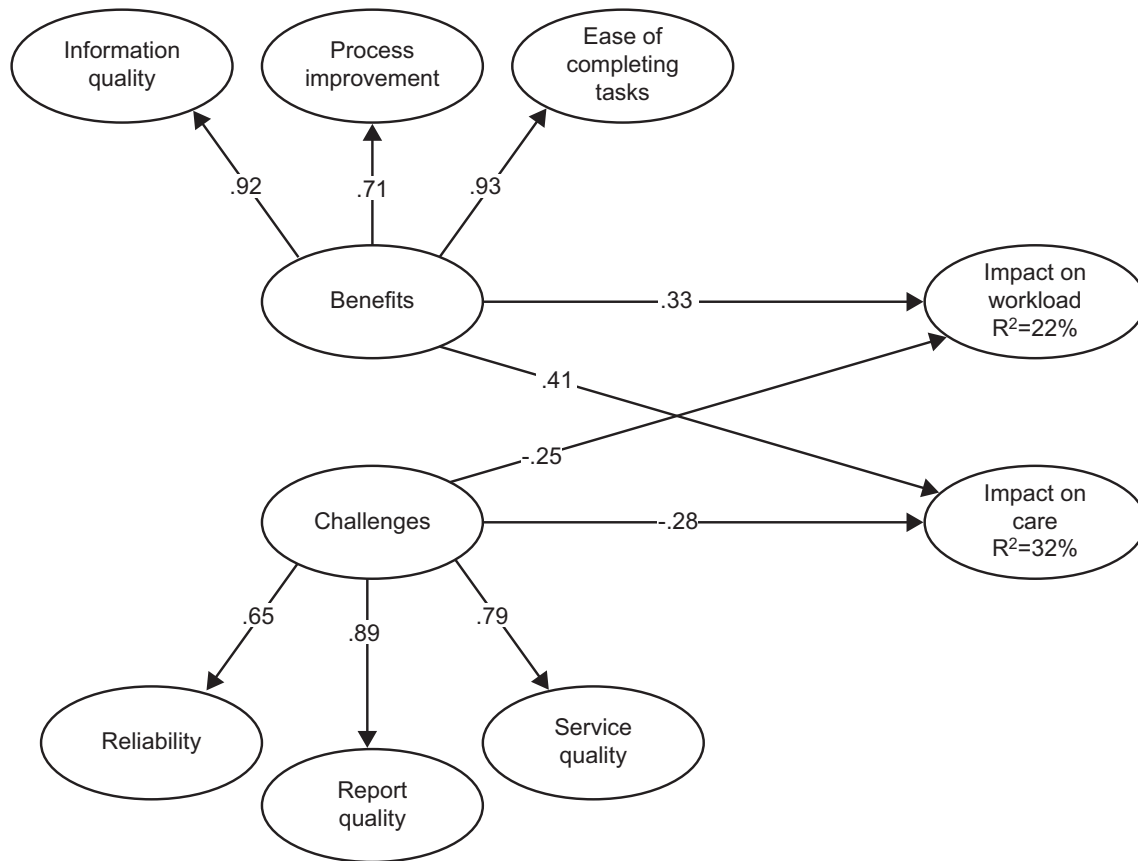 Information
quality
Process
improvement
Ease of
completing
tasks
.92
.71
.93
Benefits
.33
Impact on
workload
R²=22%
.41
-.25
Challenges
-.28
Impact on
care
R²=32%
.65
.89
.79
Reliability
Report
quality
Service
quality